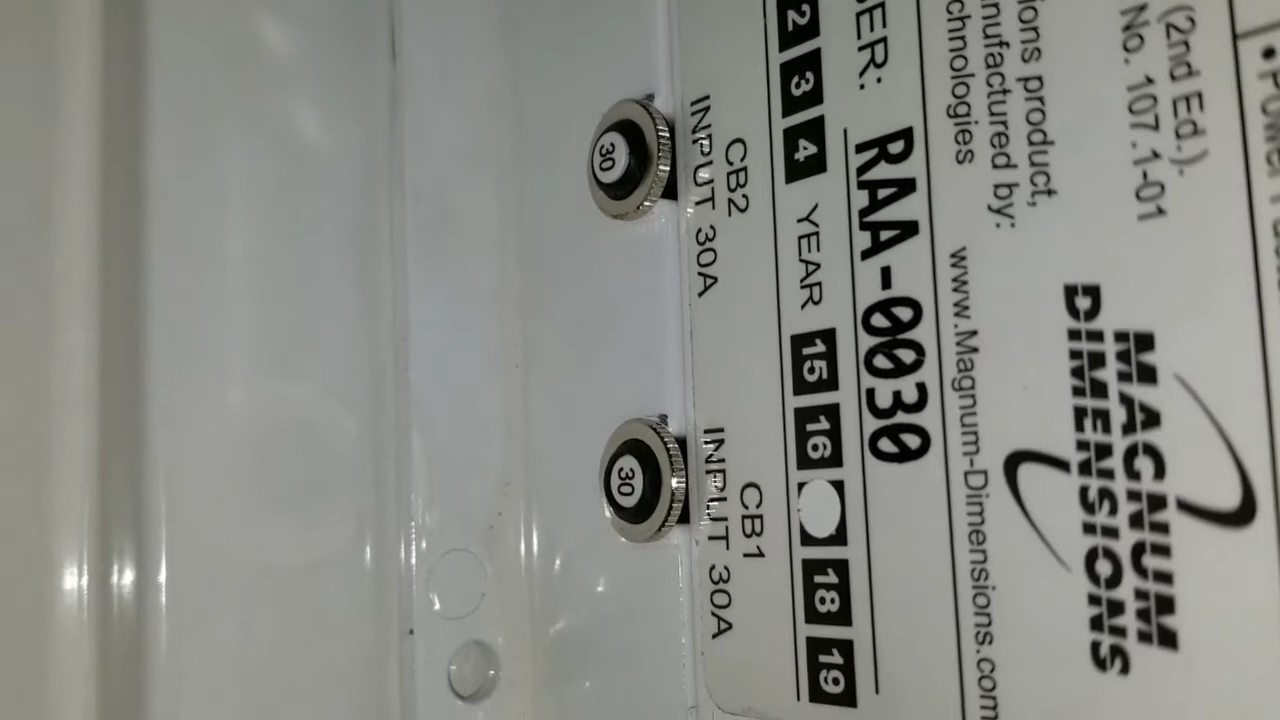 (2nd Ed.).
No. 107.1-01
MAGNUM
DIMENSIONS
ions product,
nufactured by:
chnologies
www.Magnum-Dimensions.com
BER: RAA-0030
2 3 4 YEAR 15 16 18 19
CB2
INPUT 30A
CB1
INPUT 30A
30
30